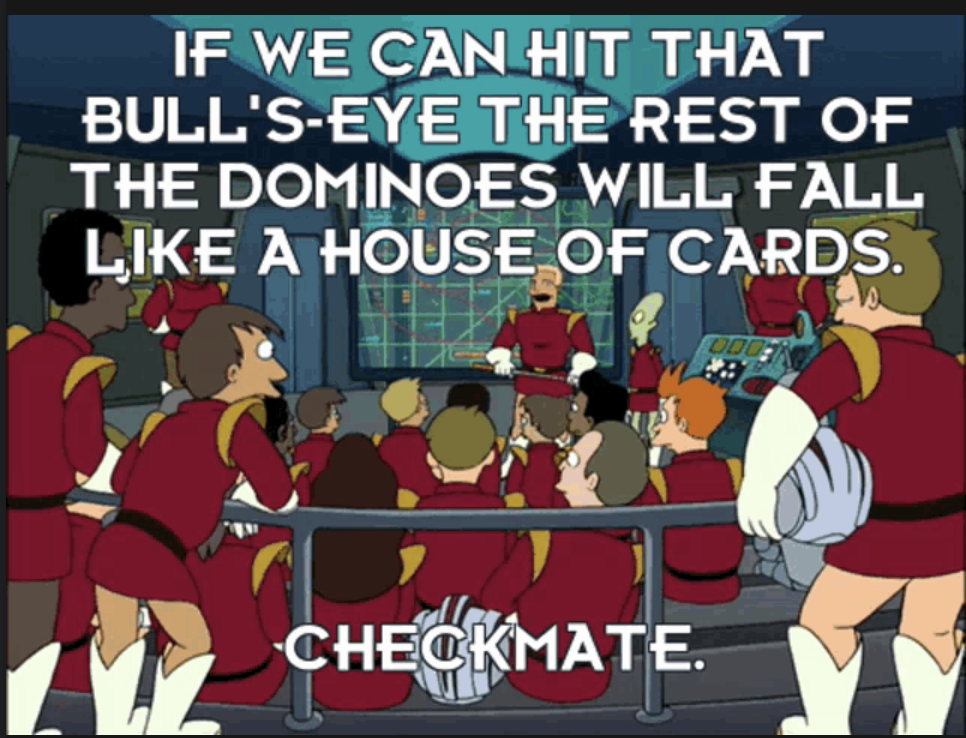 IF WE CAN HIT THAT
BULL'S-EYE THE REST OF
THE DOMINOES WILL FALL
LIKE A HOUSE OF CARDS.
CHECKMATE.